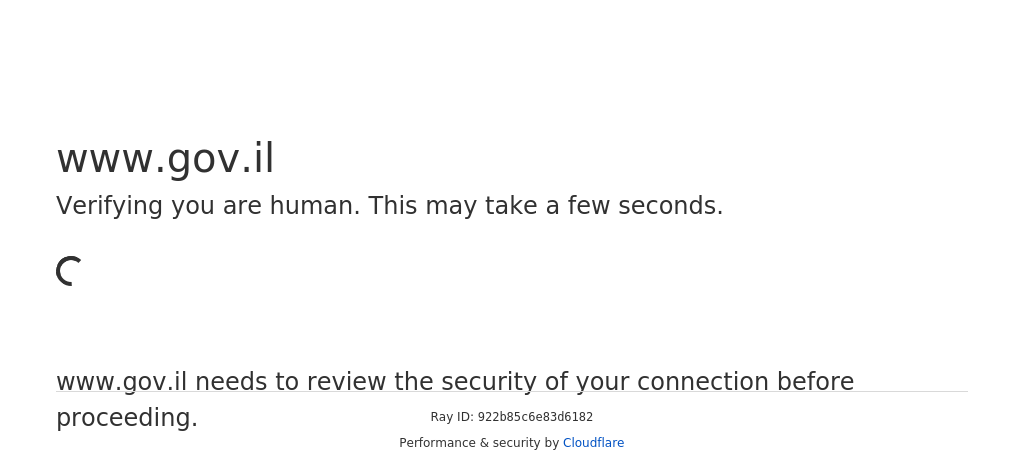 www.gov.il
Verifying you are human. This may take a few seconds.
www.gov.il needs to review the security of your connection before
proceeding.
Ray ID: 922b85c6e83d6182
Performance & security by Cloudflare